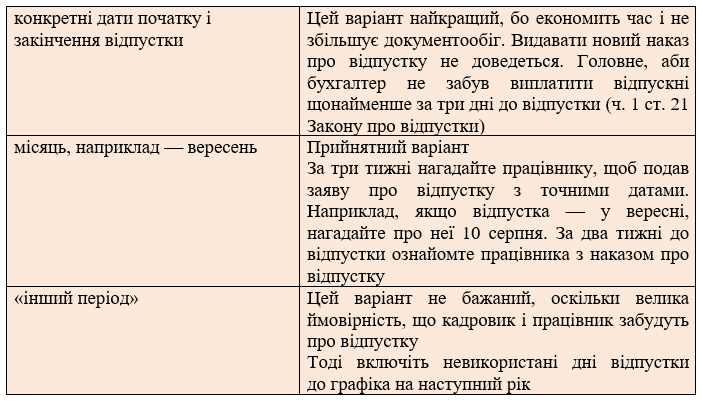 конкретні дати початку і
закінчення відпустки
Цей варіант найкращий, бо економить час і не
збільшує документообіг. Видавати новий наказ
про відпустку не доведеться. Головне, аби
бухгалтер не забув виплатити відпускні
щонайменше за три дні до відпустки (ч. 1 ст. 21
Закону про відпустки)
місяць, наприклад — вересень
Прийнятний варіант
За три тижні нагадайте працівнику, щоб подав
заяву про відпустку з точними датами.
Наприклад, якщо відпустка — у вересні,
нагадайте про неї 10 серпня. За два тижні до
відпустки ознайомте працівника з наказом про
відпустку
«інший період»
Цей варіант не бажаний, оскільки велика
ймовірність, що кадровик і працівник забудуть
про відпустку
Тоді включіть невикористані дні відпустки
до графіка на наступний рік